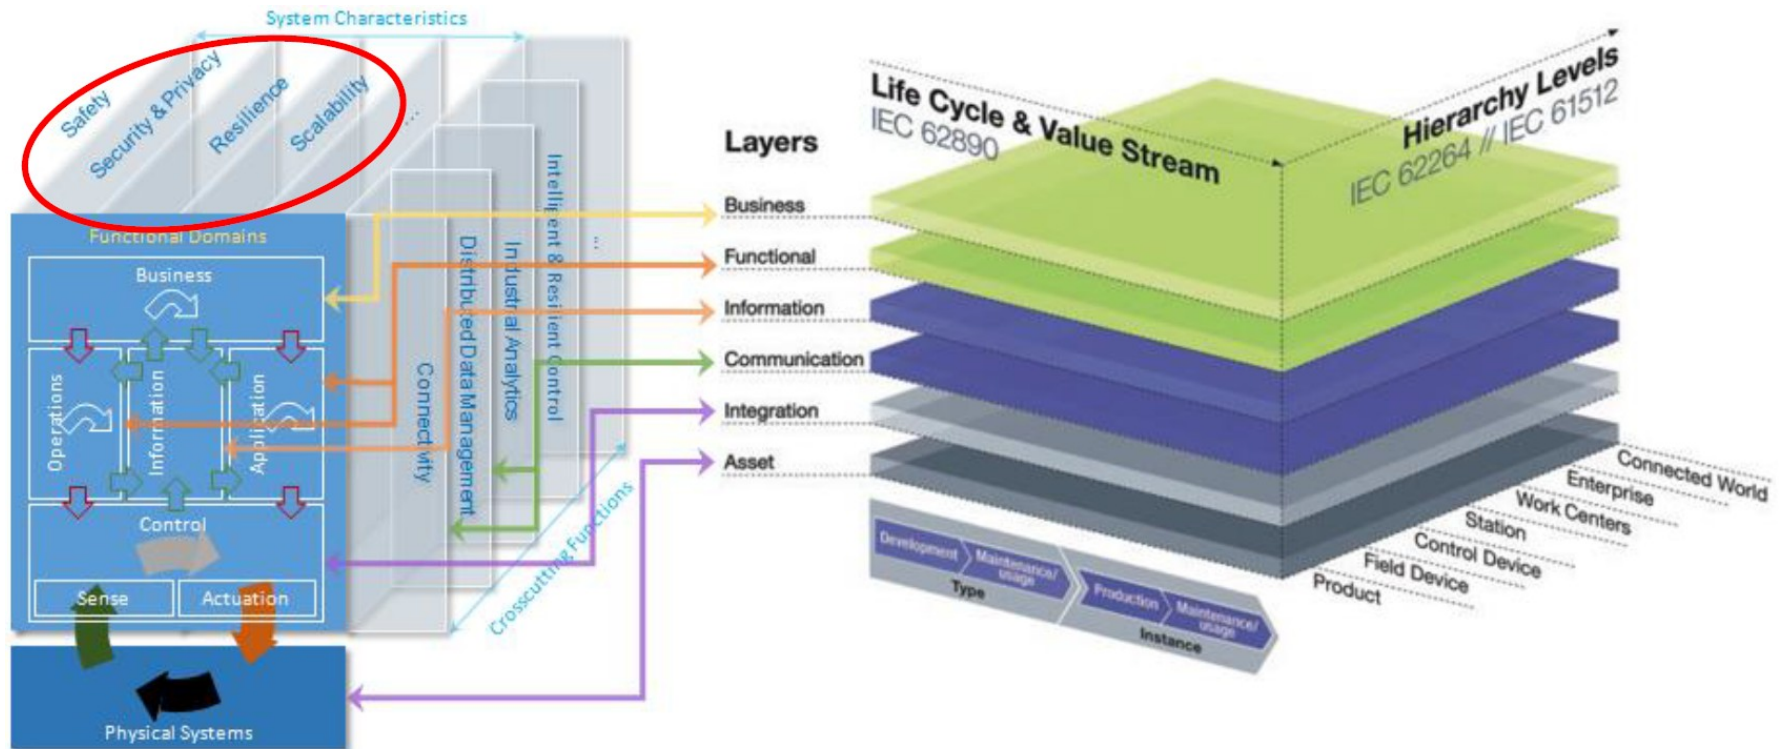 System Characteristics
Safety
Security & Privacy
Resilience
Scalability
...
Functional Domains
Business
Operations
Information
Application
Control
Sense
Actuation
Physical Systems
Connectivity
Distributed Data Management
Industrial Analytics
Intelligent & Resilient Control
...
Crosscutting Functions
Layers
Business
Functional
Information
Communication
Integration
Asset
Life Cycle & Value Stream
IEC 62890
Hierarchy Levels
IEC 62264 // IEC 61512
Connected World
Enterprise
Work Centers
Station
Control Device
Field Device
Product
Development
Maintenance/
usage
Type
Production
Maintenance/
usage
Instance